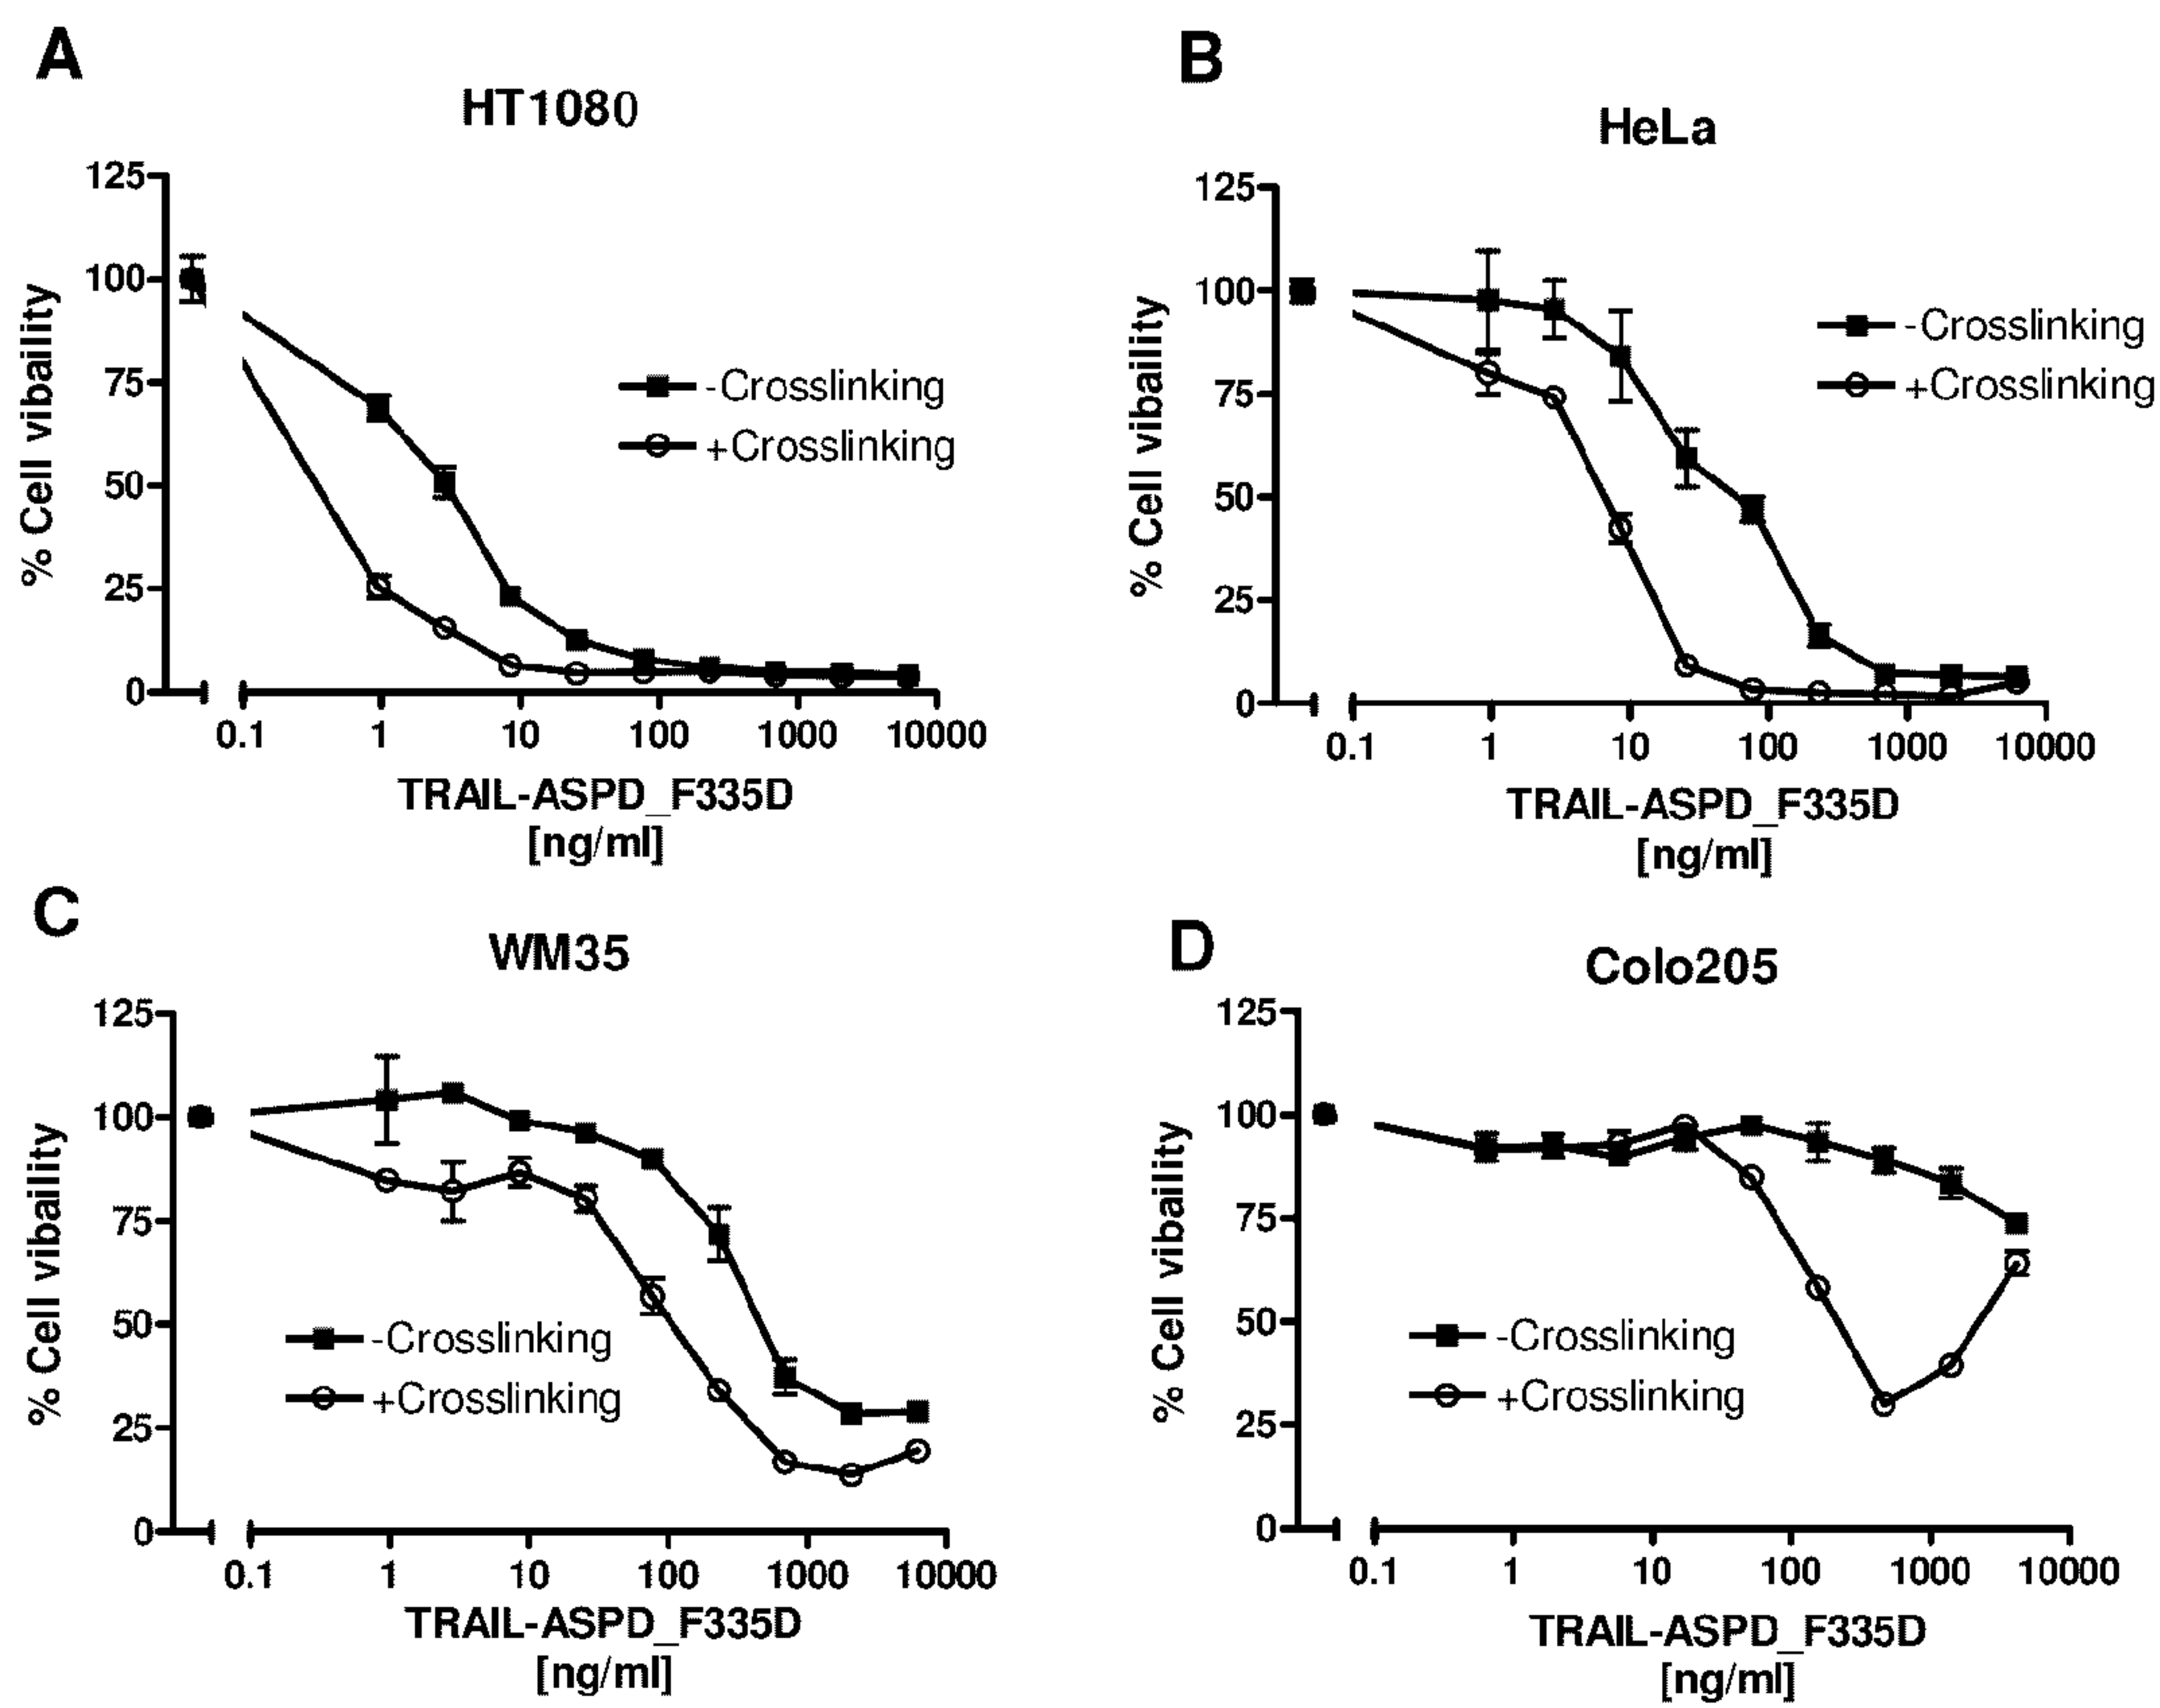 A
HT1080
125
100
75
50
25
0
% Cell vibaility
-Crosslinking
+Crosslinking
0.1 1 10 100 1000 10000
TRAIL-ASPD_F335D
[ng/ml]
B
HeLa
125
100
75
50
25
0
% Cell vibaility
-Crosslinking
+Crosslinking
0.1 1 10 100 1000 10000
TRAIL-ASPD_F335D
[ng/ml]
C
WM35
125
100
75
50
25
0
% Cell vibaility
-Crosslinking
+Crosslinking
0.1 1 10 100 1000 10000
TRAIL-ASPD_F335D
[ng/ml]
D
Colo205
125
100
75
50
25
0
% Cell vibaility
-Crosslinking
+Crosslinking
0.1 1 10 100 1000 10000
TRAIL-ASPD_F335D
[ng/ml]